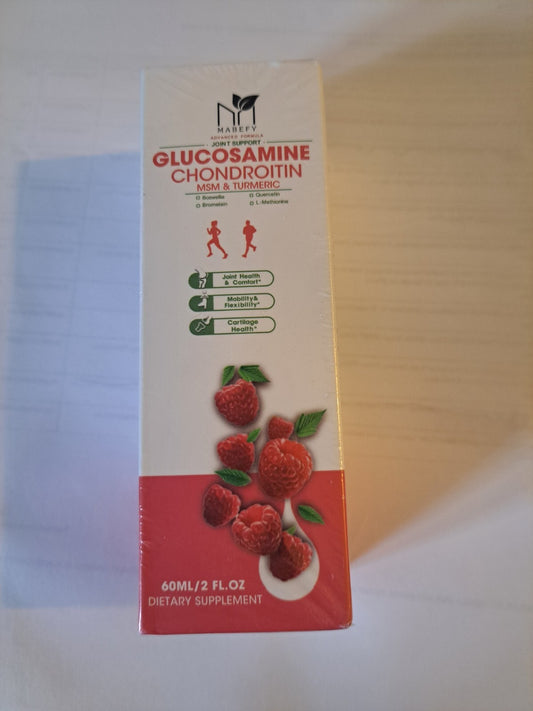 MABEFY
ADVANCED FORMULA
JOINT SUPPORT
GLUCOSAMINE
CHONDROITIN
MSM & TURMERIC
Boswellia Quercetin
Bromelain L-Methionine
Joint Health
& Comfort*
Mobility&
Flexibility*
Cartilage
Health*
60ML/2 FL.OZ
DIETARY SUPPLEMENT